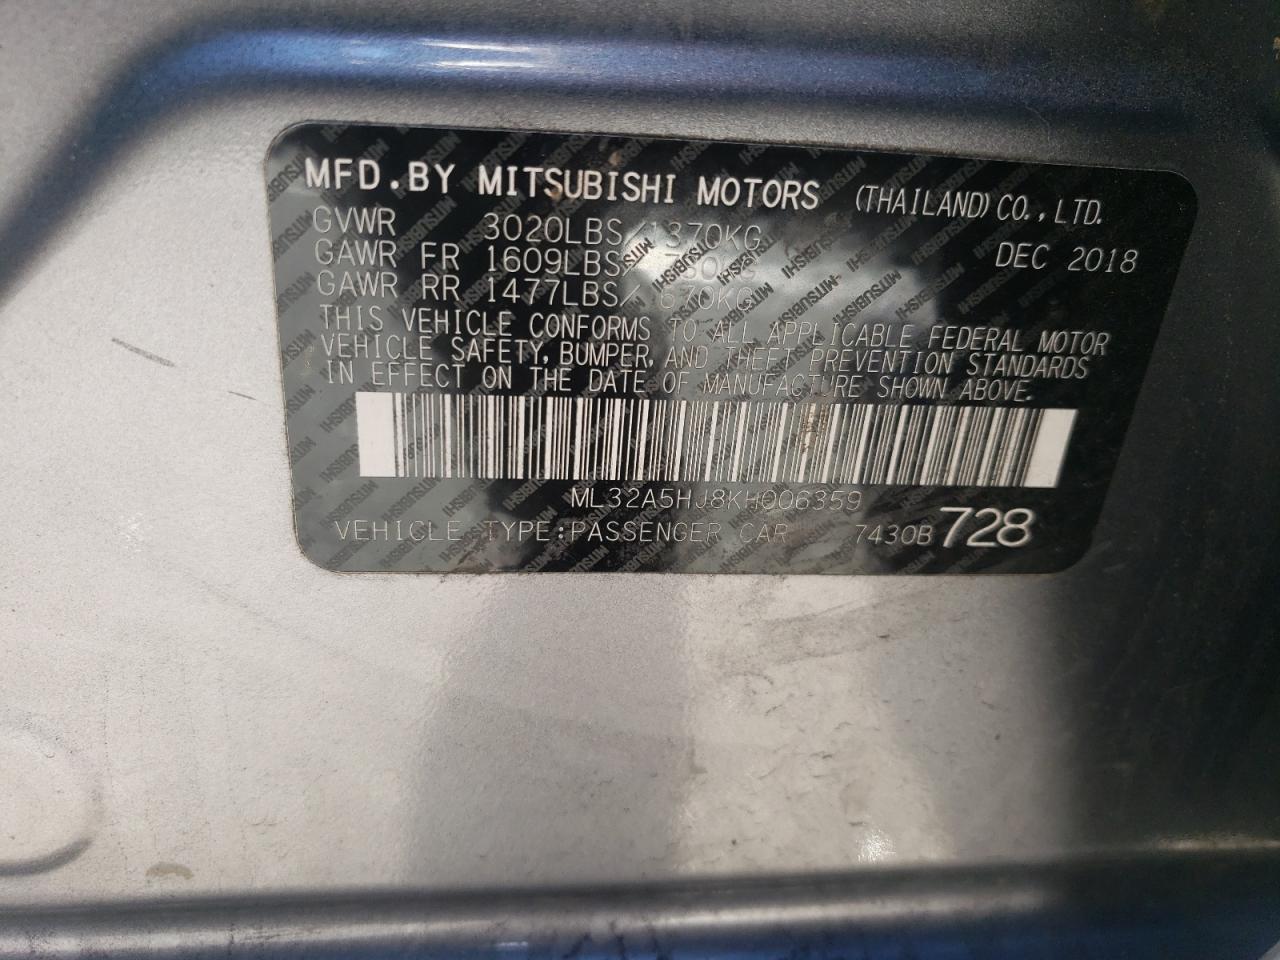 MFD.BY MITSUBISHI MOTORS (THAILAND)CO.,LTD.
GVWR 3020LBS/1370KG DEC 2018
GAWR FR 1609LBS/ 730KG
GAWR RR 1477LBS/ 670KG
THIS VEHICLE CONFORMS TO ALL APPLICABLE FEDERAL MOTOR
VEHICLE SAFETY, BUMPER, AND THEFT PREVENTION STANDARDS
IN EFFECT ON THE DATE OF MANUFACTURE SHOWN ABOVE.
ML32A5HJ8KH006359
VEHICLE TYPE:PASSENGER CAR 7430B 728